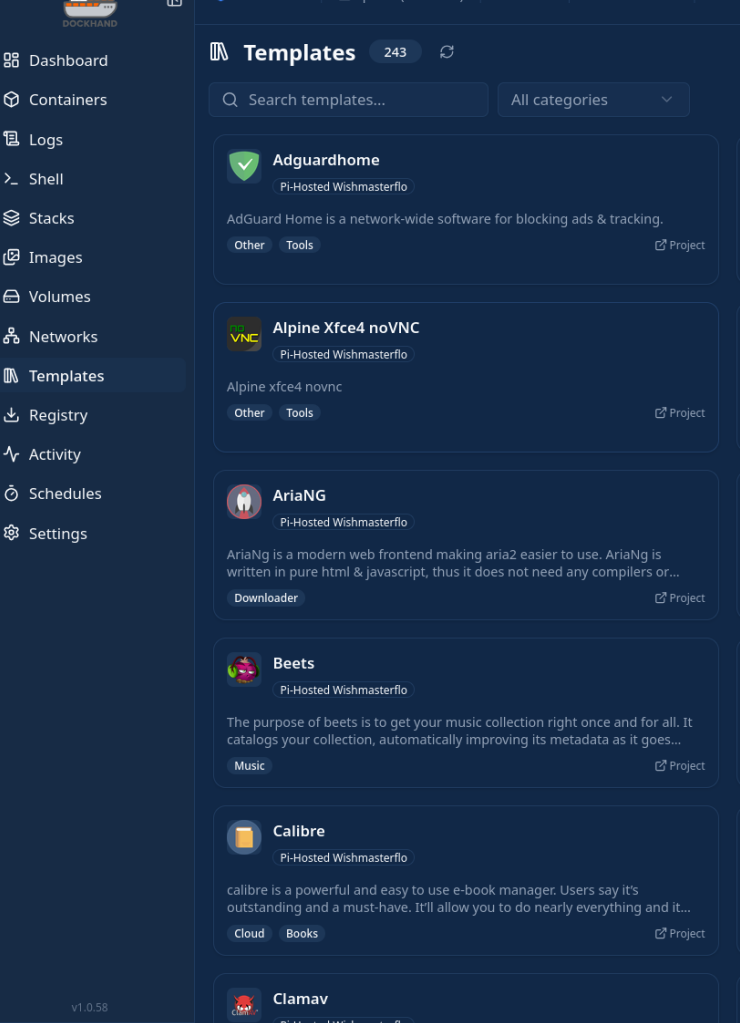 DOCKHAND
Dashboard
Containers
Logs
Shell
Stacks
Images
Volumes
Networks
Templates
Registry
Activity
Schedules
Settings
v1.0.58
Templates 243
Search templates...
All categories
Adguardhome
Pi-Hosted Wishmasterflo
AdGuard Home is a network-wide software for blocking ads & tracking.
Other Tools Project
Alpine Xfce4 noVNC
no
VNC
Pi-Hosted Wishmasterflo
Alpine xfce4 novnc
Other Tools Project
AriaNG
Pi-Hosted Wishmasterflo
AriaNg is a modern web frontend making aria2 easier to use. AriaNg is
written in pure html & javascript, thus it does not need any compilers or...
Downloader Project
Beets
Pi-Hosted Wishmasterflo
The purpose of beets is to get your music collection right once and for all. It
catalogs your collection, automatically improving its metadata as it goes...
Music Project
Calibre
Pi-Hosted Wishmasterflo
calibre is a powerful and easy to use e-book manager. Users say it's
outstanding and a must-have. It'll allow you to do nearly everything and it...
Cloud Books Project
Clamav
Pi-Hosted Wishmasterflo